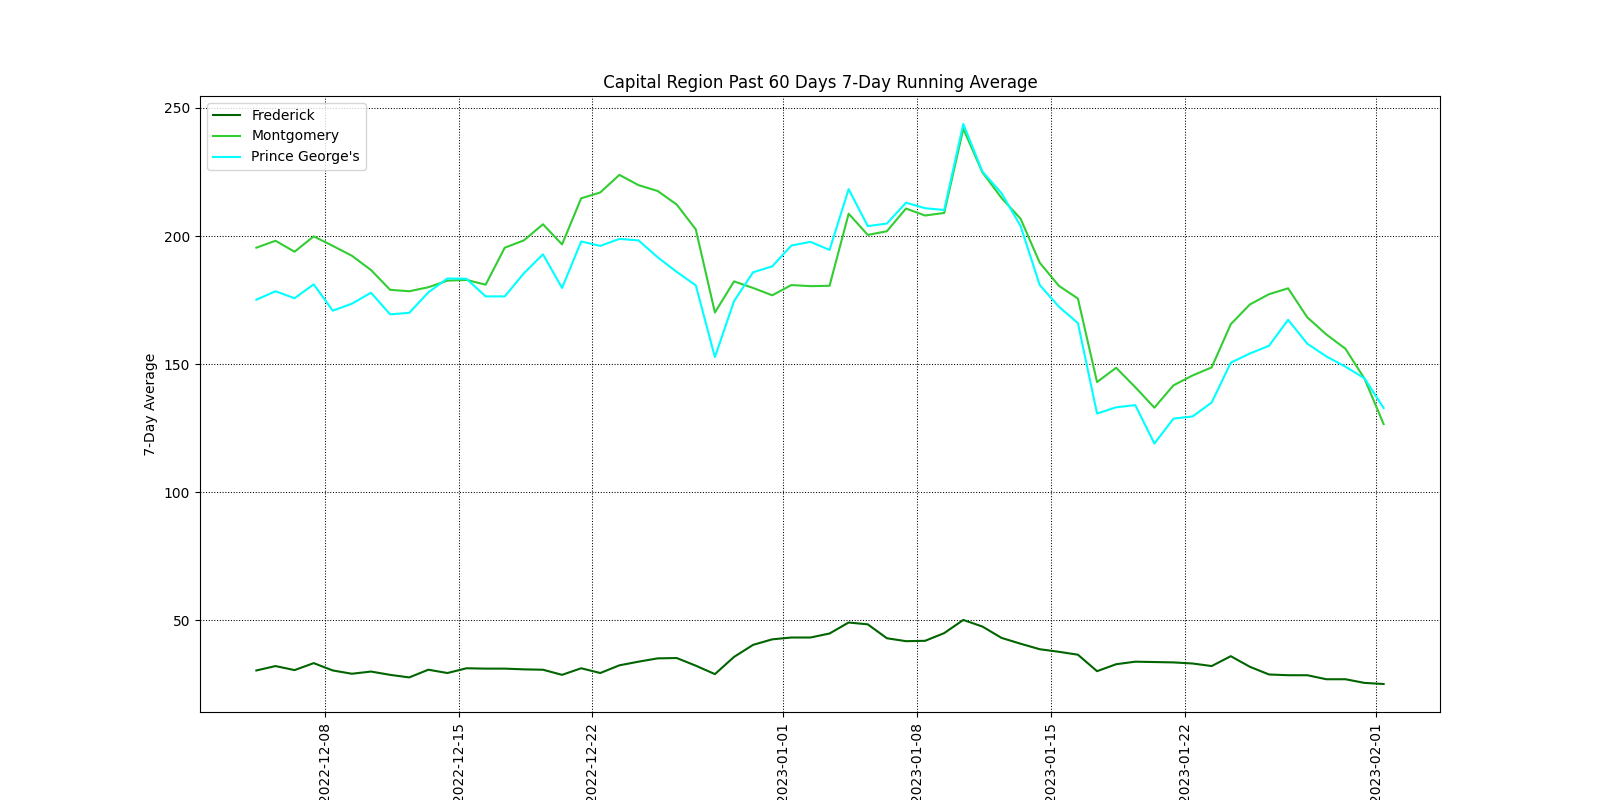 Capital Region Past 60 Days 7-Day Running Average
Frederick
Montgomery
Prince George's
7-Day Average
250
200
150
100
50
2022-12-08
2022-12-15
2022-12-22
2023-01-01
2023-01-08
2023-01-15
2023-01-22
2023-02-01